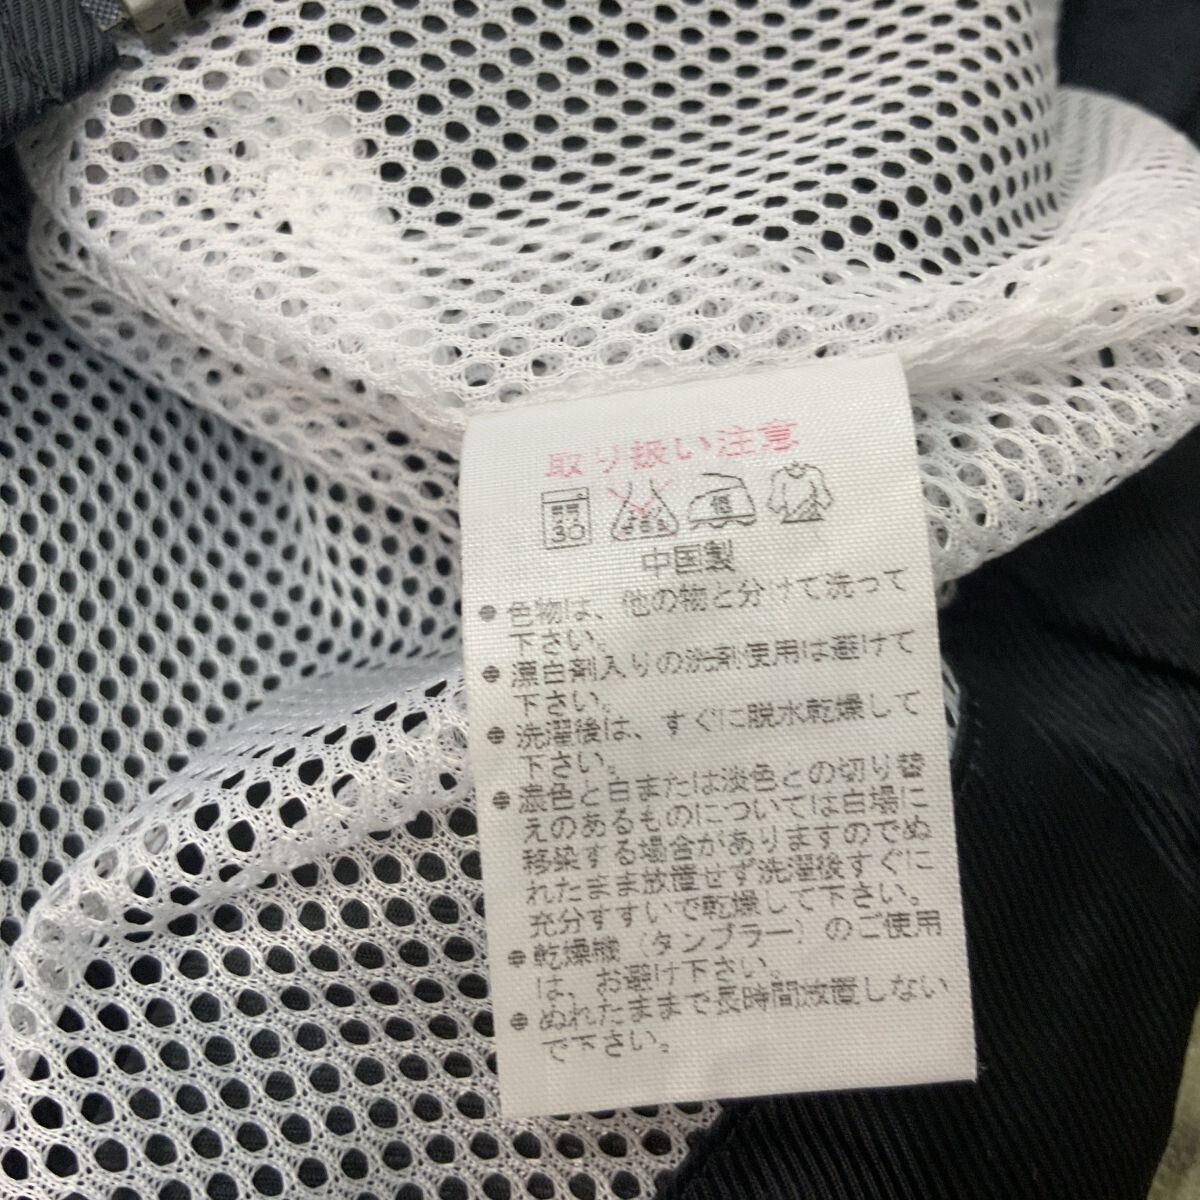 取り扱い注意
30 低
中国製
● 色物は、他の物と分けて洗って
下さい。
● 漂白剤入りの洗剤使用は避けて
下さい。
● 洗濯後は、すぐに脱水乾燥して
下さい。
● 濃色と白または淡色との切り替
えのあるものについては白場に
移染する場合がありますのでぬ
れたまま放置せず洗濯後すぐに
充分すすいで乾燥して下さい。
● 乾燥機（タンブラー）のご使用
は、お避け下さい。
● ぬれたままで長時間放置しない
で下さい。